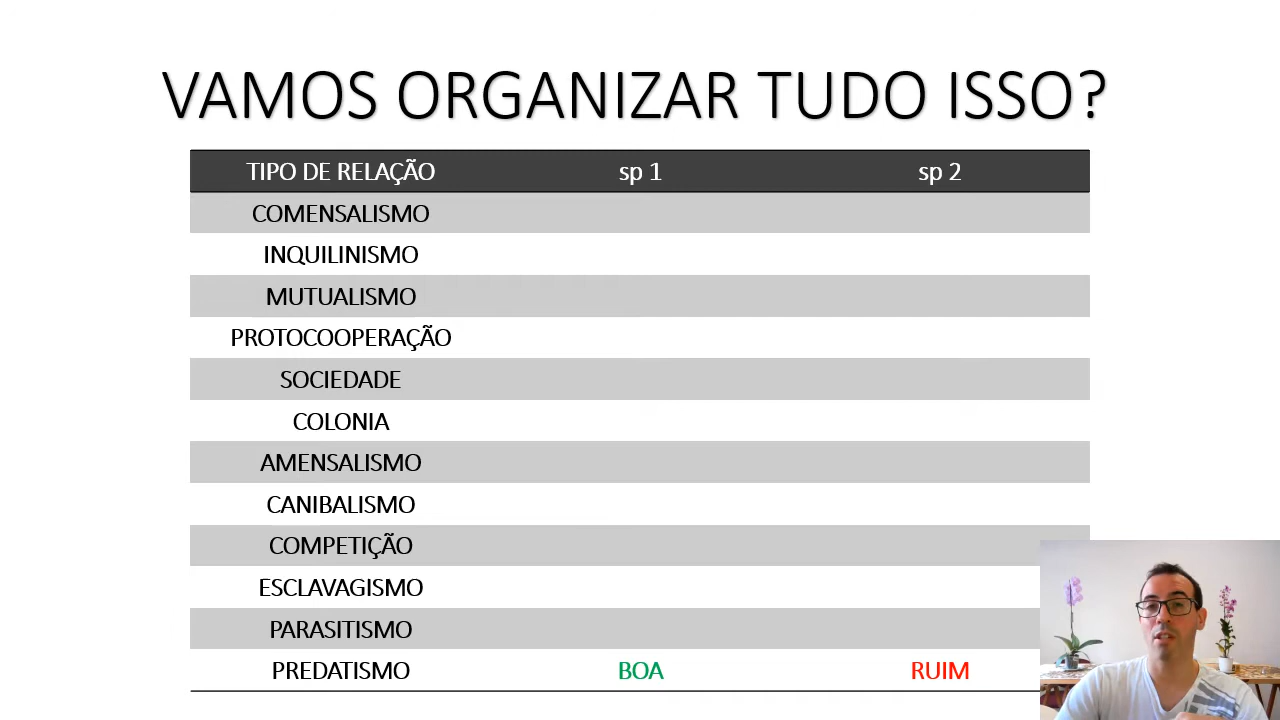 VAMOS ORGANIZAR TUDO ISSO?
TIPO DE RELAÇÃO sp 1 sp 2
COMENSALISMO
INQUILINISMO
MUTUALISMO
PROTOCOOPERAÇÃO
SOCIEDADE
COLONIA
AMENSALISMO
CANIBALISMO
COMPETIÇÃO
ESCLAVAGISMO
PARASITISMO
PREDATISMO BOA RUIM